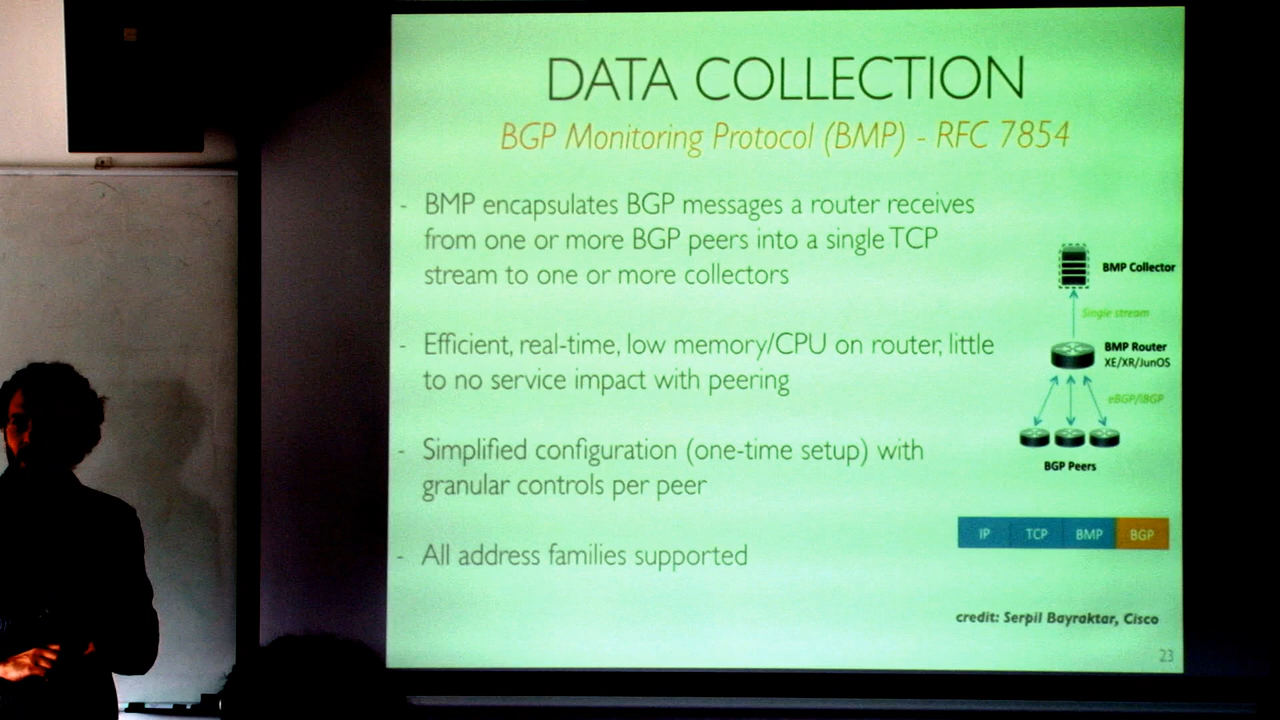 DATA COLLECTION
BGP Monitoring Protocol (BMP) - RFC 7854
- BMP encapsulates BGP messages a router receives
from one or more BGP peers into a single TCP
stream to one or more collectors
- Efficient, real-time, low memory/CPU on router, little
to no service impact with peering
- Simplified configuration (one-time setup) with
granular controls per peer
- All address families supported
BMP Collector
Single stream
BMP Router
XE/XR/JunOS
eBGP/iBGP
BGP Peers
IP TCP BMP BGP
credit: Serpil Bayraktar, Cisco
23